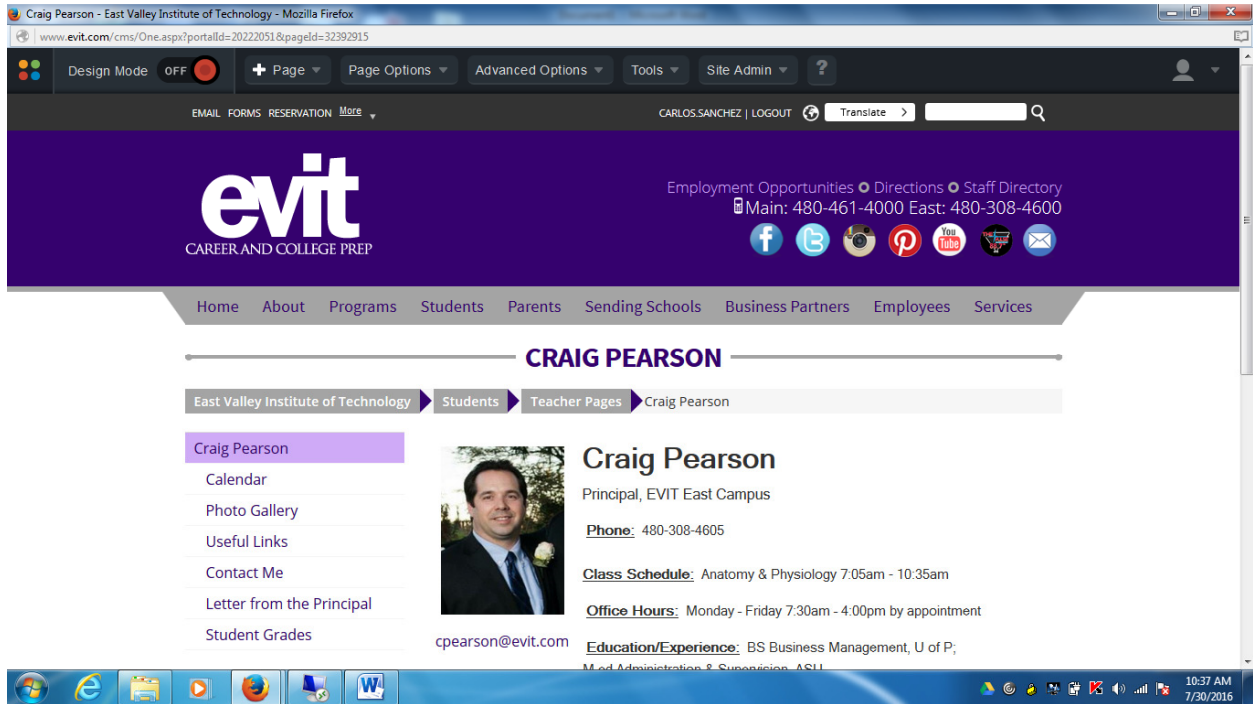 Craig Pearson - East Valley Institute of Technology - Mozilla Firefox
www.evit.com/cms/One.aspx?portalId=20222051&pageId=32392915
Design Mode OFF + Page Page Options Advanced Options Tools Site Admin ?
EMAIL FORMS RESERVATION More CARLOS.SANCHEZ | LOGOUT Translate >
evit
CAREER AND COLLEGE PREP
Employment Opportunities Directions Staff Directory
Main: 480-461-4000 East: 480-308-4600
You Tube
Home About Programs Students Parents Sending Schools Business Partners Employees Services
CRAIG PEARSON
East Valley Institute of Technology Students Teacher Pages Craig Pearson
Craig Pearson
Calendar
Photo Gallery
Useful Links
Contact Me
Letter from the Principal
Student Grades
cpearson@evit.com
Craig Pearson
Principal, EVIT East Campus
Phone: 480-308-4605
Class Schedule: Anatomy & Physiology 7:05am - 10:35am
Office Hours: Monday - Friday 7:30am - 4:00pm by appointment
Education/Experience: BS Business Management, U of P;
M.ed Administration & Supervision, ASU
10:37 AM
7/30/2016